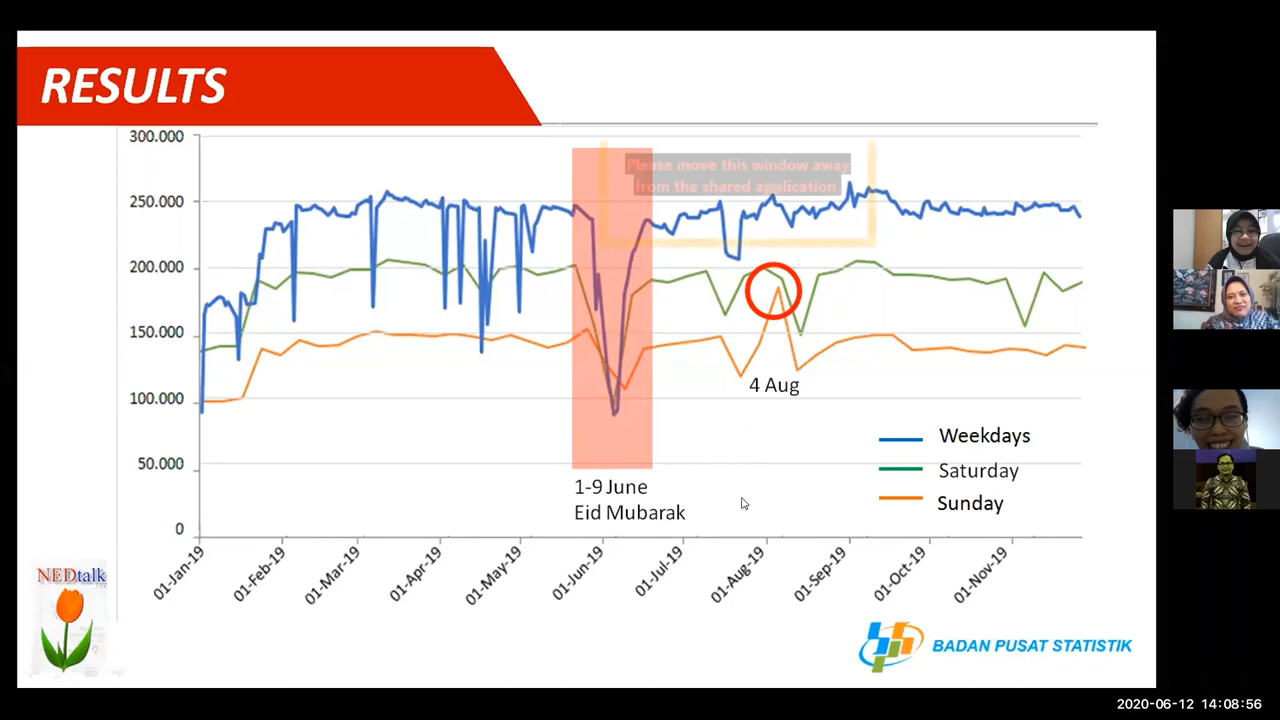 RESULTS
300.000
Please move this window away
from the shared application
250.000
200.000
150.000
100.000
4 Aug
50.000
Weekdays
Saturday
Sunday
1-9 June
Eid Mubarak
0
01-Jan-19
01-Feb-19
01-Mar-19
01-Apr-19
01-May-19
01-Jun-19
01-Jul-19
01-Aug-19
01-Sep-19
01-Oct-19
01-Nov-19
NEDtalk
BADAN PUSAT STATISTIK
2020-06-12 14:08:56